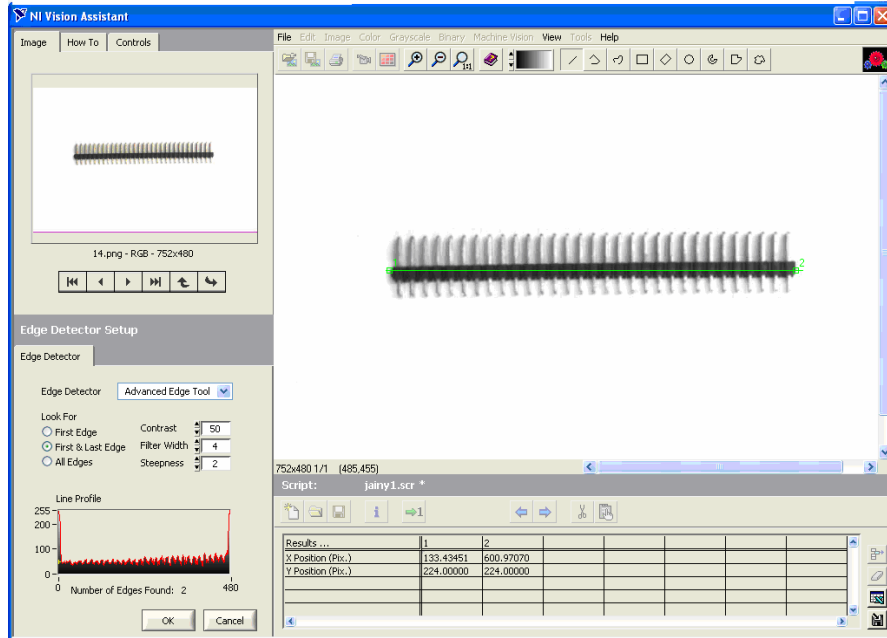 NI Vision Assistant
Image How To Controls
File Edit Image Color Grayscale Binary Machine Vision View Tools Help
1:1
14.png - RGB - 752x480
Edge Detector Setup
Edge Detector
Edge Detector Advanced Edge Tool
Look For
First Edge
First & Last Edge
All Edges
Contrast 50
Filter Width 4
Steepness 2
Line Profile
255
200
100
0
0 480
Number of Edges Found: 2
OK Cancel
2
752x480 1/1 (485,455)
Script: jainy1.scr *
1
Results ... 1 2
X Position (Pix.) 133.43451 600.97070
Y Position (Pix.) 224.00000 224.00000